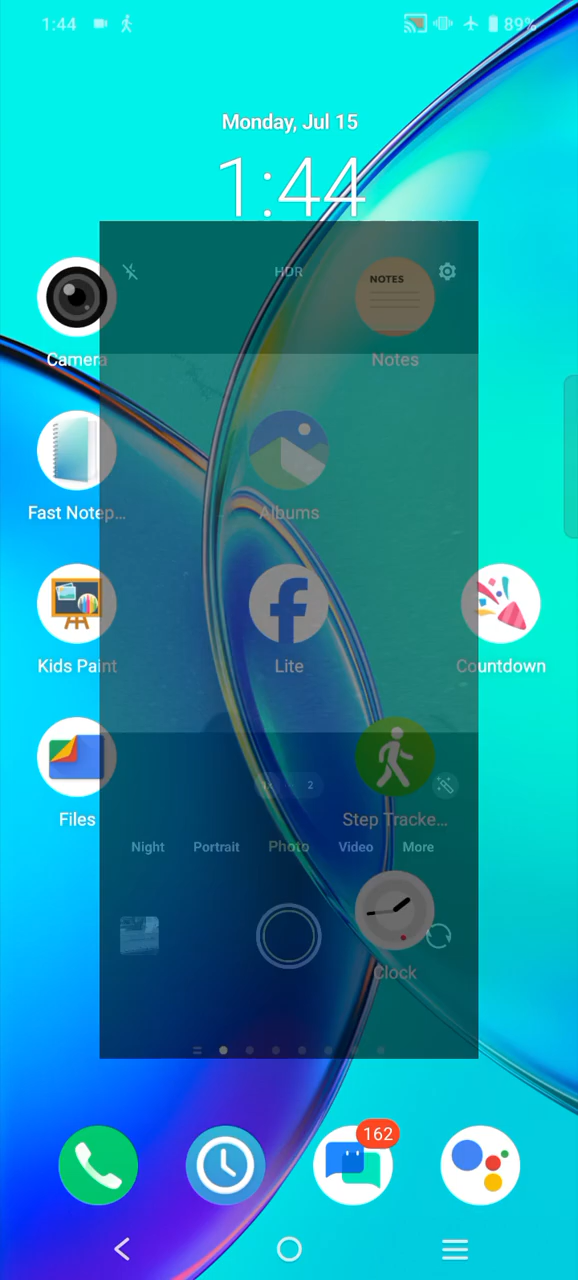 1:44
89%
Monday, Jul 15
1:44
HDR
NOTES
Camera
Notes
Fast Notep...
Albums
Kids Paint
Lite
Countdown
2
Files
Step Tracke...
Night
Portrait
Photo
Video
More
Clock
162